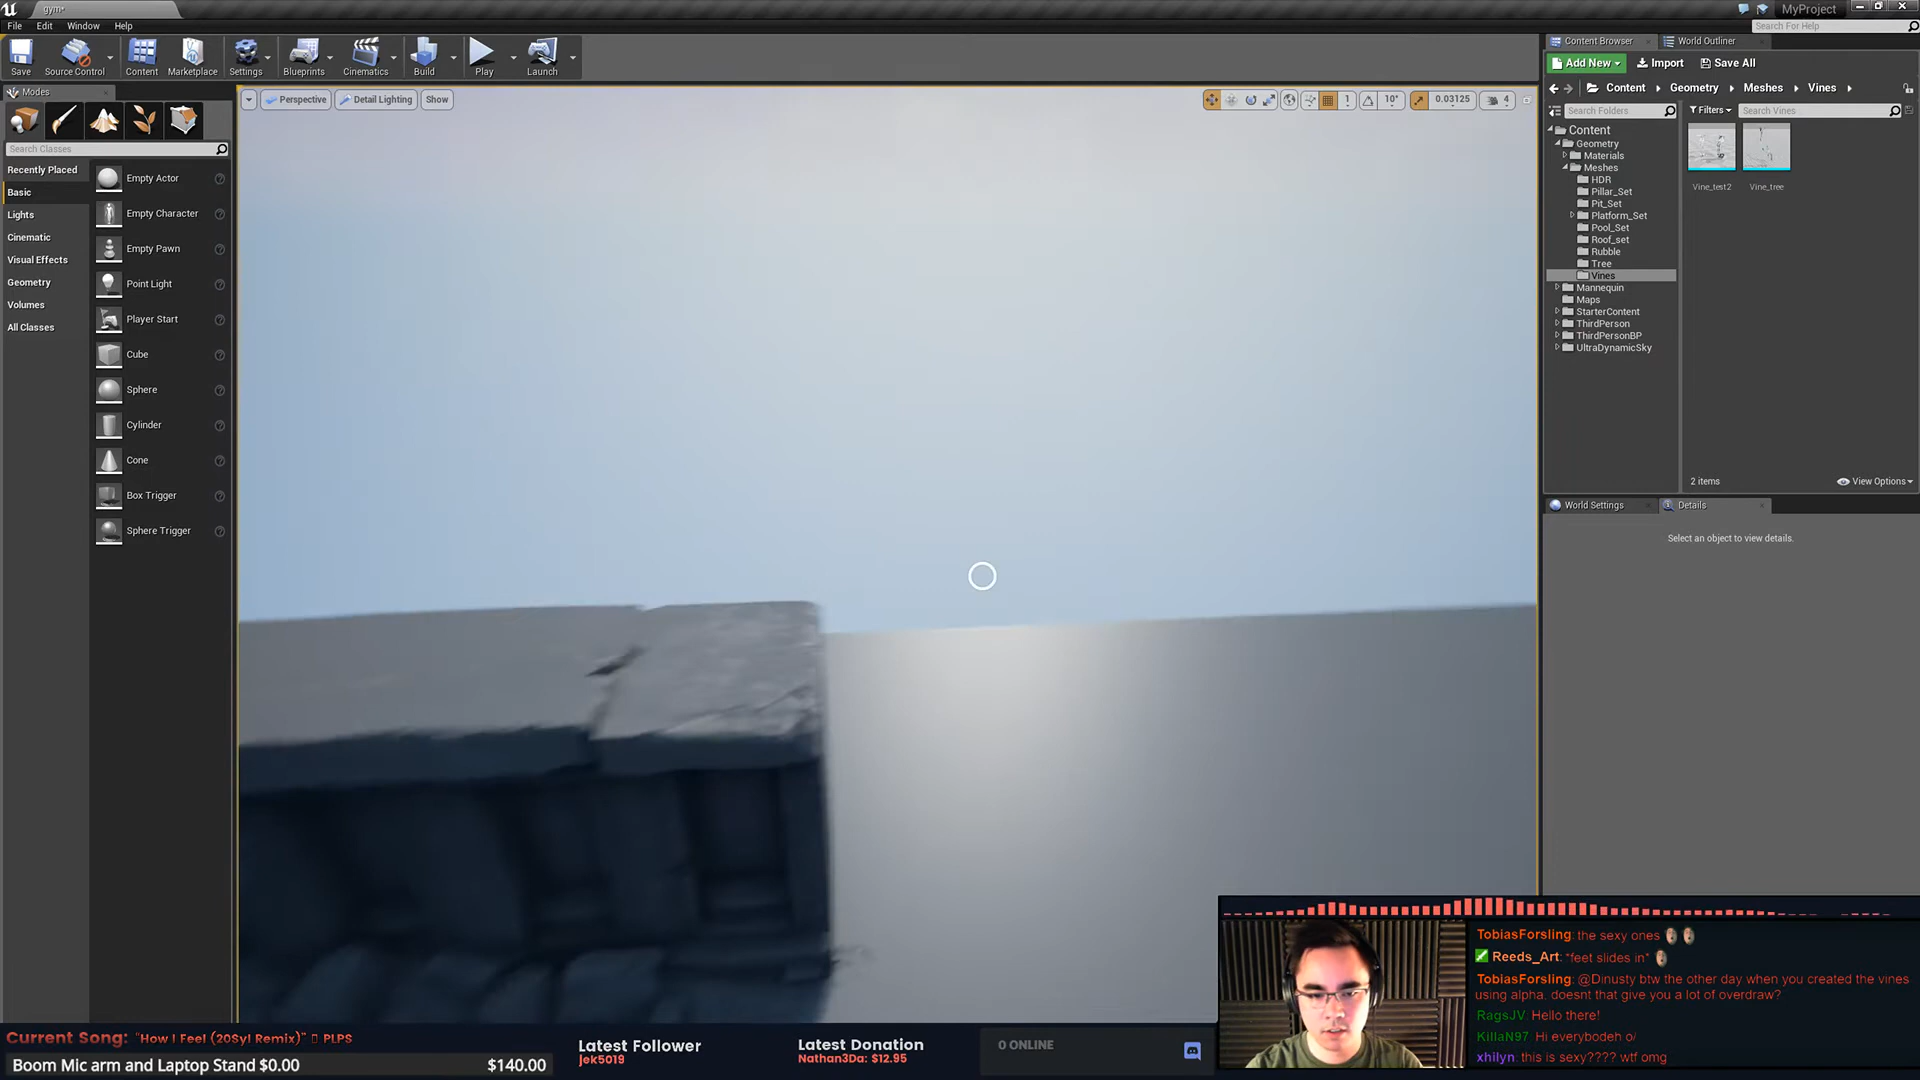 gym*
MyProject
File Edit Window Help
Search For Help
Save
Source Control
Content
Marketplace
Settings
Blueprints
Cinematics
Build
Play
Launch
Content Browser
World Outliner
Add New
Import
Save All
Modes
Perspective
Detail Lighting
Show
1
10°
0.03125
4
Content
Geometry
Meshes
Vines
Search Folders
Filters
Search Vines
Search Classes
Recently Placed
Basic
Lights
Cinematic
Visual Effects
Geometry
Volumes
All Classes
Empty Actor
Empty Character
Empty Pawn
Point Light
Player Start
Cube
Sphere
Cylinder
Cone
Box Trigger
Sphere Trigger
Content
Geometry
Materials
Meshes
HDR
Pillar_Set
Pit_Set
Platform_Set
Pool_Set
Roof_set
Rubble
Tree
Vines
Mannequin
Maps
StarterContent
ThirdPerson
ThirdPersonBP
UltraDynamicSky
Vine_test2
Vine_tree
2 items
View Options
World Settings
Details
Select an object to view details.
TobiasForsling: the sexy ones
Reeds_Art: *feet slides in*
TobiasForsling: @Dinusty btw the other day when you created the vines
using alpha. doesnt that give you a lot of overdraw?
RagsJV: Hello there!
KillaN97: Hi everybodeh o/
xhilyn: this is sexy???? wtf omg
Current Song: "How I Feel (20Syl Remix)" PLPS
Boom Mic arm and Laptop Stand $0.00
$140.00
Latest Follower
jek5019
Latest Donation
Nathan3Da: $12.95
0 ONLINE